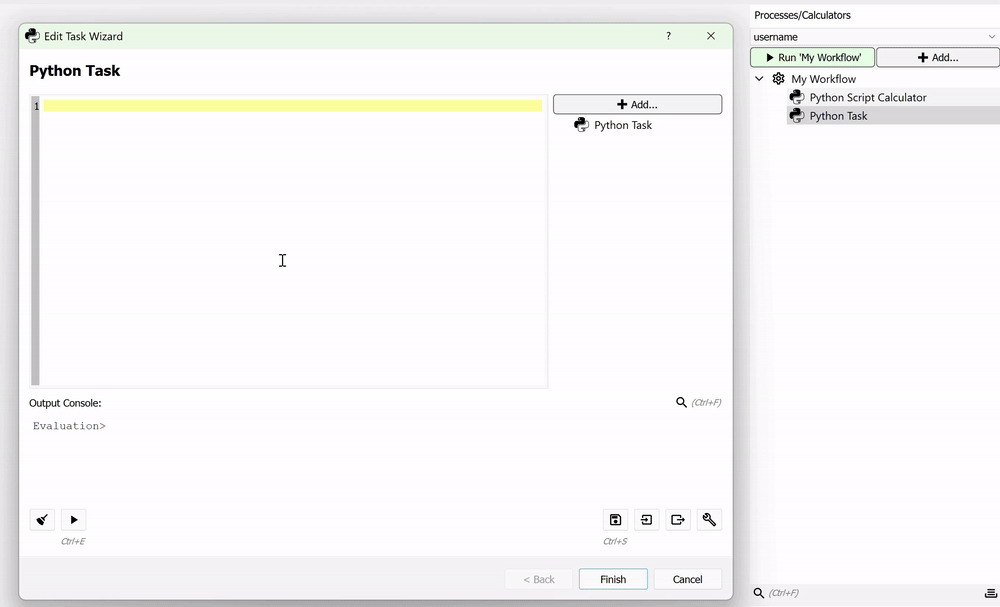 Edit Task Wizard
?
Python Task
1
Add...
Python Task
Output Console:
(Ctrl+F)
Evaluation>
Ctrl+E
Ctrl+S
< Back
Finish
Cancel
Processes/Calculators
username
Run 'My Workflow'
Add...
My Workflow
Python Script Calculator
Python Task
(Ctrl+F)